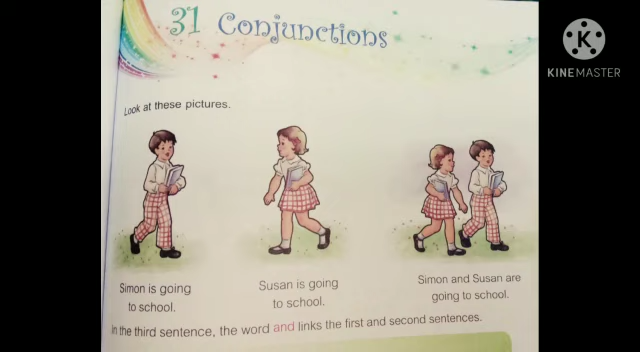 31 Conjunctions
K
KINEMASTER
Look at these pictures.
Simon is going
to school.
Susan is going
to school.
Simon and Susan are
going to school.
In the third sentence, the word and links the first and second sentences.